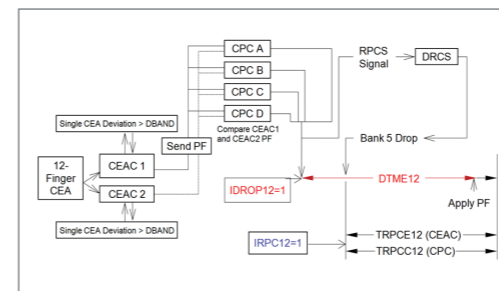 CPC A
CPC B
CPC C
CPC D
Compare CEAC1
and CEAC2 PF
RPCS
Signal
DRCS
Single CEA Deviation > DBAND
Send PF
12-
Finger
CEA
CEAC 1
CEAC 2
Single CEA Deviation > DBAND
Bank 5 Drop
IDROP12=1
DTME12
Apply PF
IRPC12=1
TRPCE12 (CEAC)
TRPCC12 (CPC)